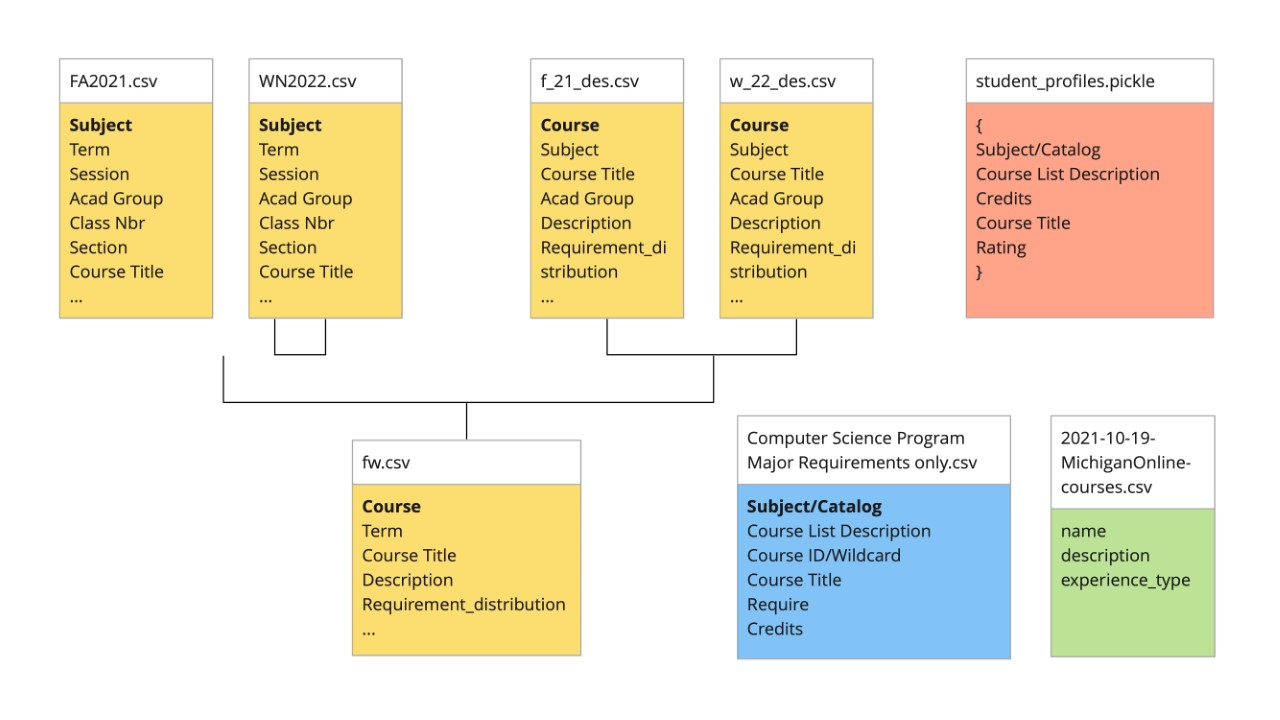 FA2021.csv
Subject
Term
Session
Acad Group
Class Nbr
Section
Course Title
...
WN2022.csv
Subject
Term
Session
Acad Group
Class Nbr
Section
Course Title
...
f_21_des.csv
Course
Subject
Course Title
Acad Group
Description
Requirement_di
stribution
...
w_22_des.csv
Course
Subject
Course Title
Acad Group
Description
Requirement_di
stribution
...
student_profiles.pickle
{
Subject/Catalog
Course List Description
Credits
Course Title
Rating
}
fw.csv
Course
Term
Course Title
Description
Requirement_distribution
...
Computer Science Program
Major Requirements only.csv
Subject/Catalog
Course List Description
Course ID/Wildcard
Course Title
Require
Credits
2021-10-19-
MichiganOnline-
courses.csv
name
description
experience_type